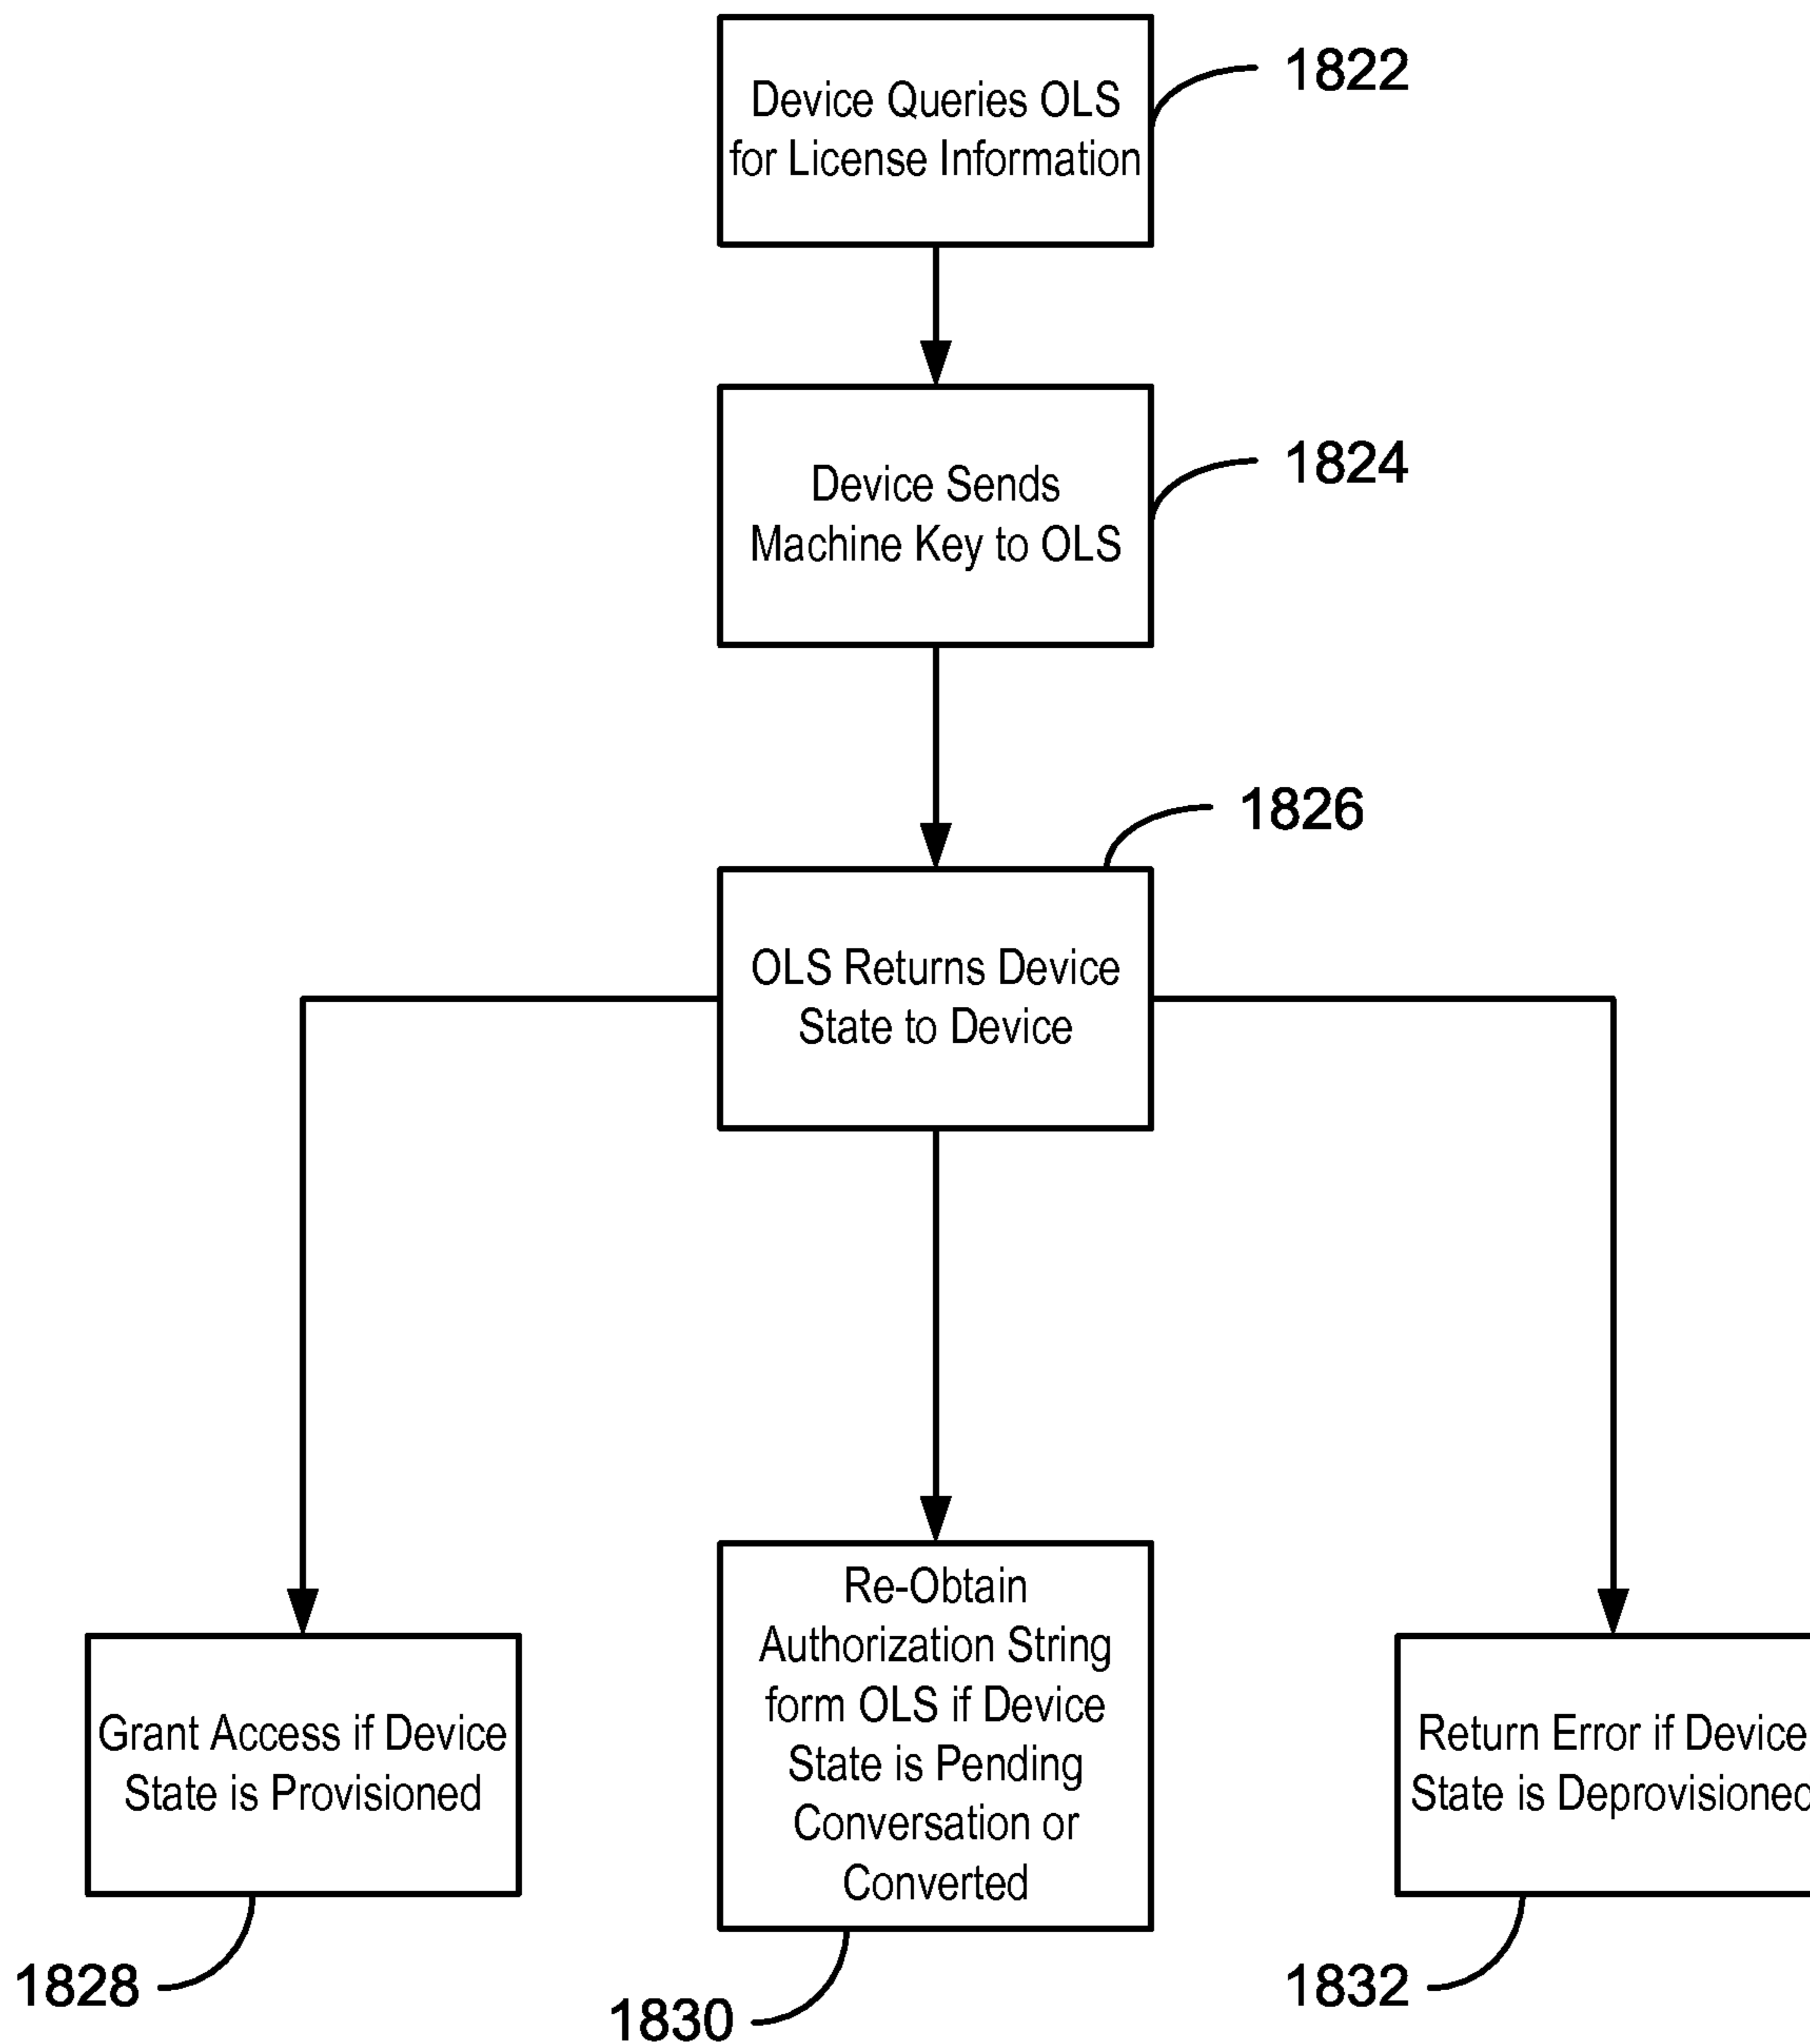 Device Queries OLS
for License Information
1822
Device Sends
Machine Key to OLS
1824
1826
OLS Returns Device
State to Device
Grant Access if Device
State is Provisioned
1828
Re-Obtain
Authorization String
form OLS if Device
State is Pending
Conversation or
Converted
1830
Return Error if Device
State is Deprovisioned
1832